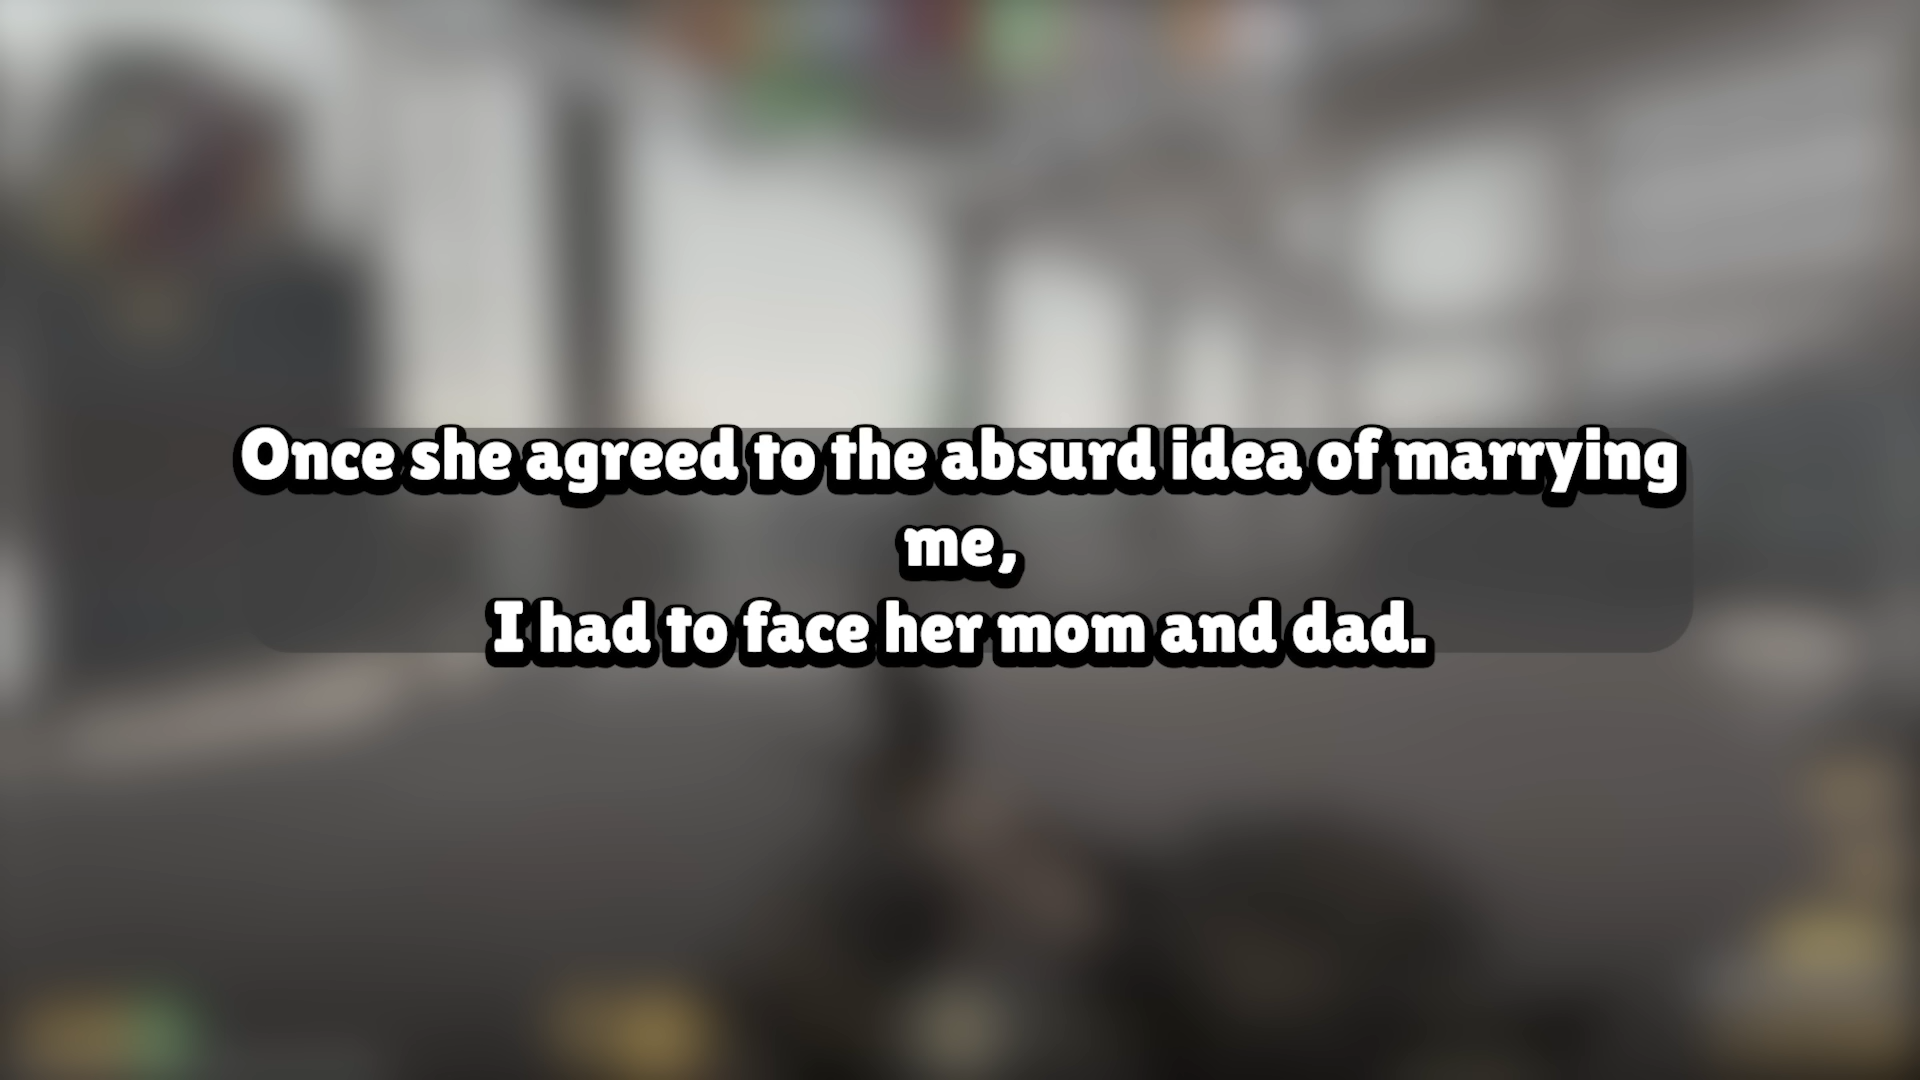 Once she agreed to the absurd idea of marrying
me,
I had to face her mom and dad.